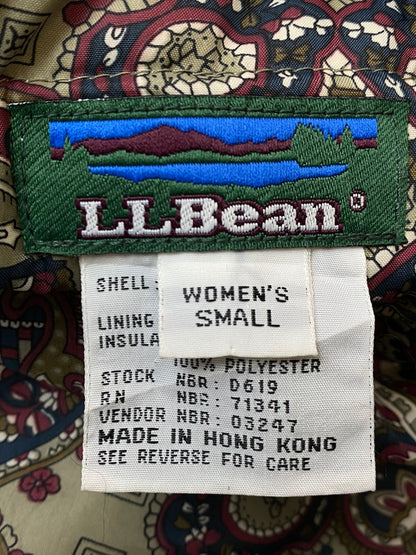 LLBean®
WOMEN'S
SMALL
SHELL:
LINING
INSULA
100% POLYESTER
STOCK NBR: D619
RN NBR: 71341
VENDOR NBR: 03247
MADE IN HONG KONG
SEE REVERSE FOR CARE